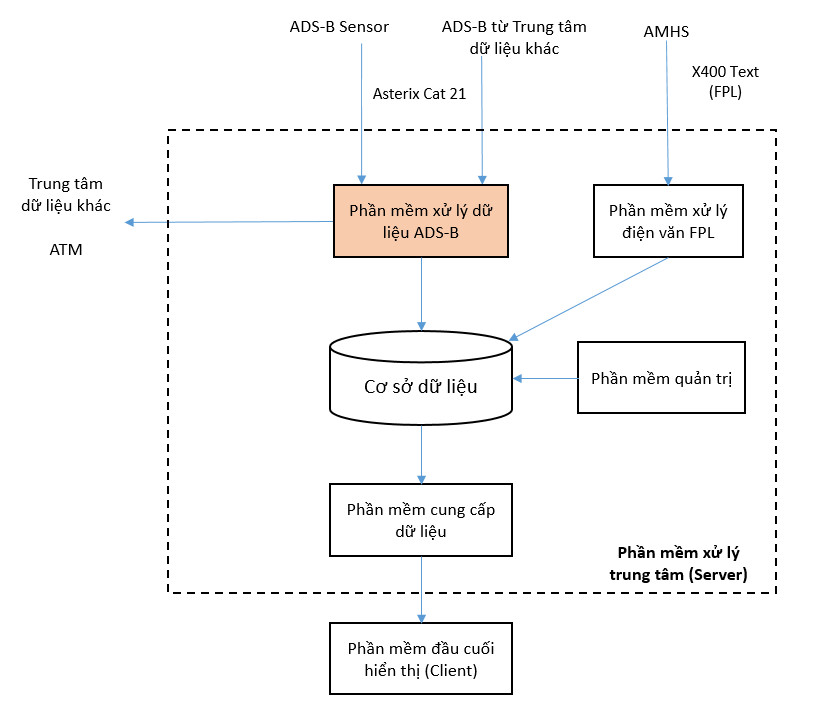 ADS-B Sensor
ADS-B từ Trung tâm
dữ liệu khác
AMHS
Asterix Cat 21
X400 Text
(FPL)
Trung tâm
dữ liệu khác
ATM
Phần mềm xử lý dữ
liệu ADS-B
Phần mềm xử lý
điện văn FPL
Cơ sở dữ liệu
Phần mềm quản trị
Phần mềm cung cấp
dữ liệu
Phần mềm xử lý
trung tâm (Server)
Phần mềm đầu cuối
hiển thị (Client)